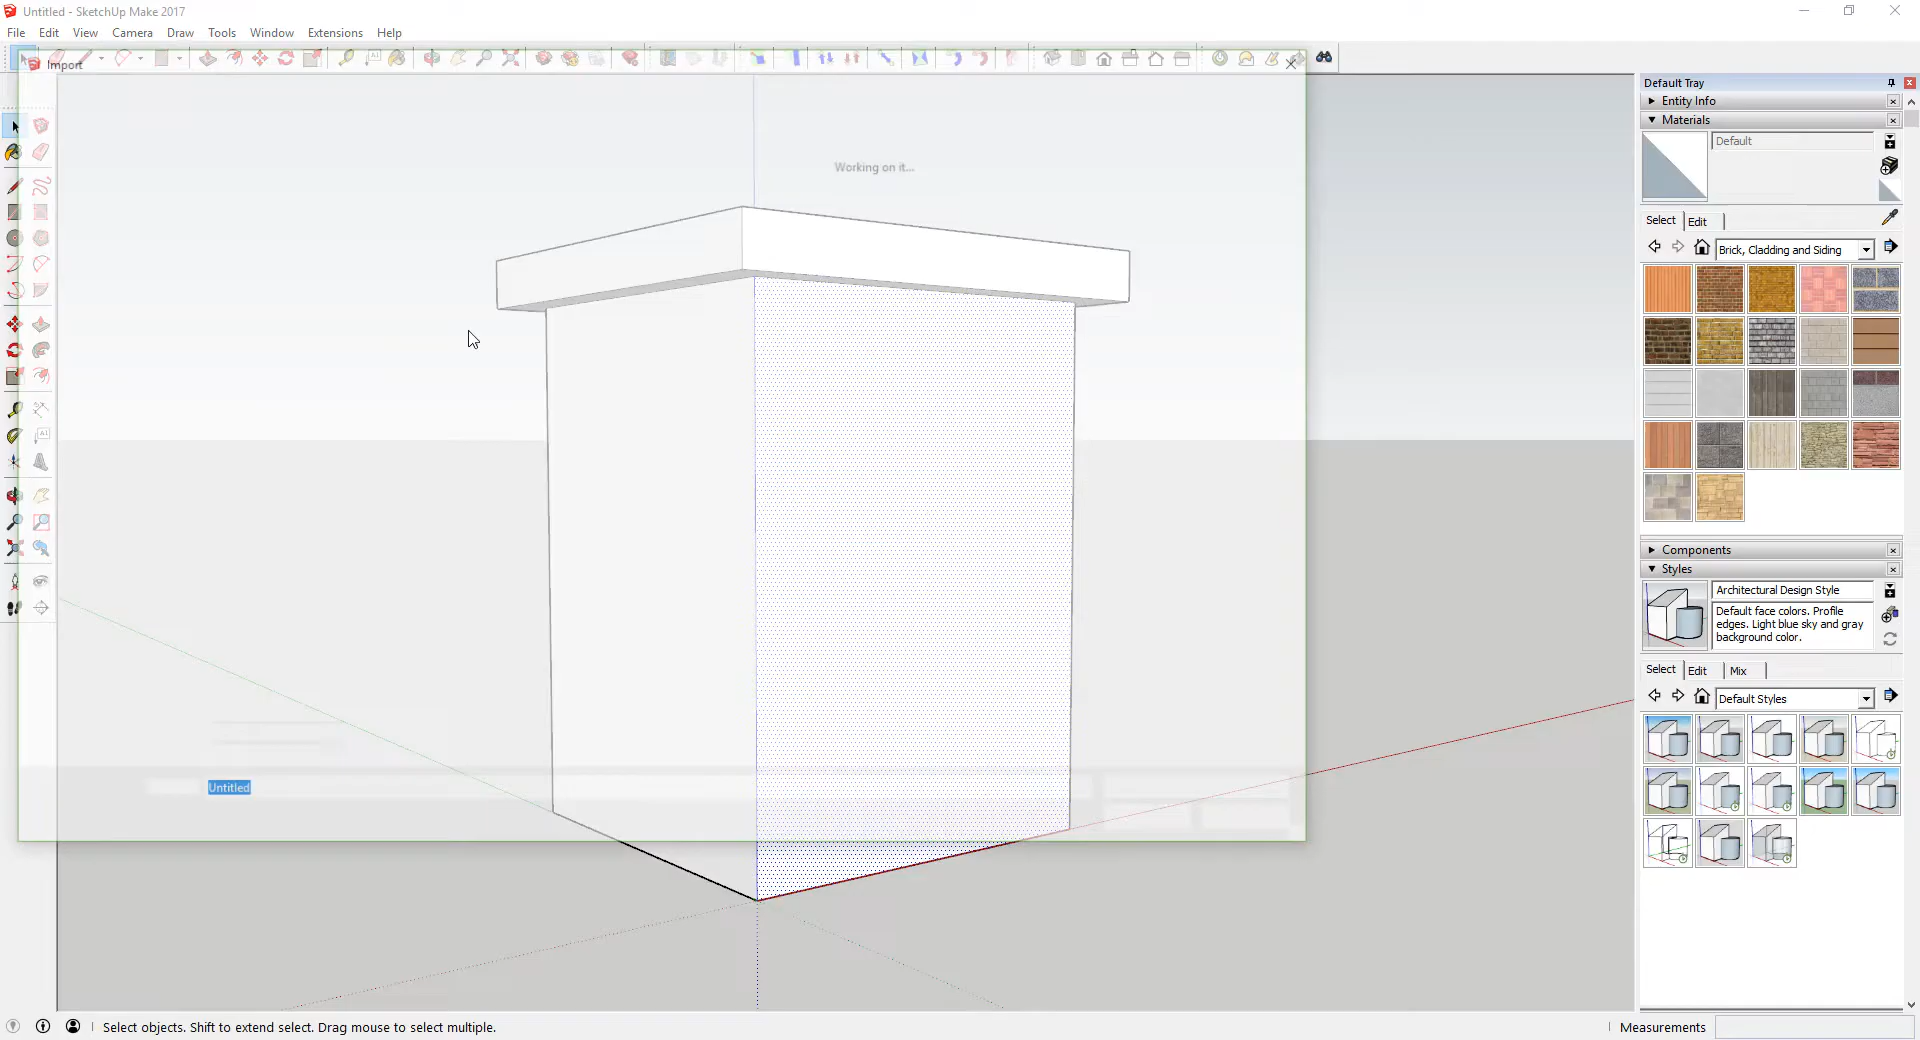 Untitled - SketchUp Make 2017
File Edit View Camera Draw Tools Window Extensions Help
Import
Default Tray
Entity Info
Materials
Default
Working on it...
Select Edit
Brick, Cladding and Siding
Components
Styles
Architectural Design Style
Default face colors. Profile
edges. Light blue sky and gray
background color.
Select Edit Mix
Default Styles
Untitled
Select objects. Shift to extend select. Drag mouse to select multiple.
Measurements